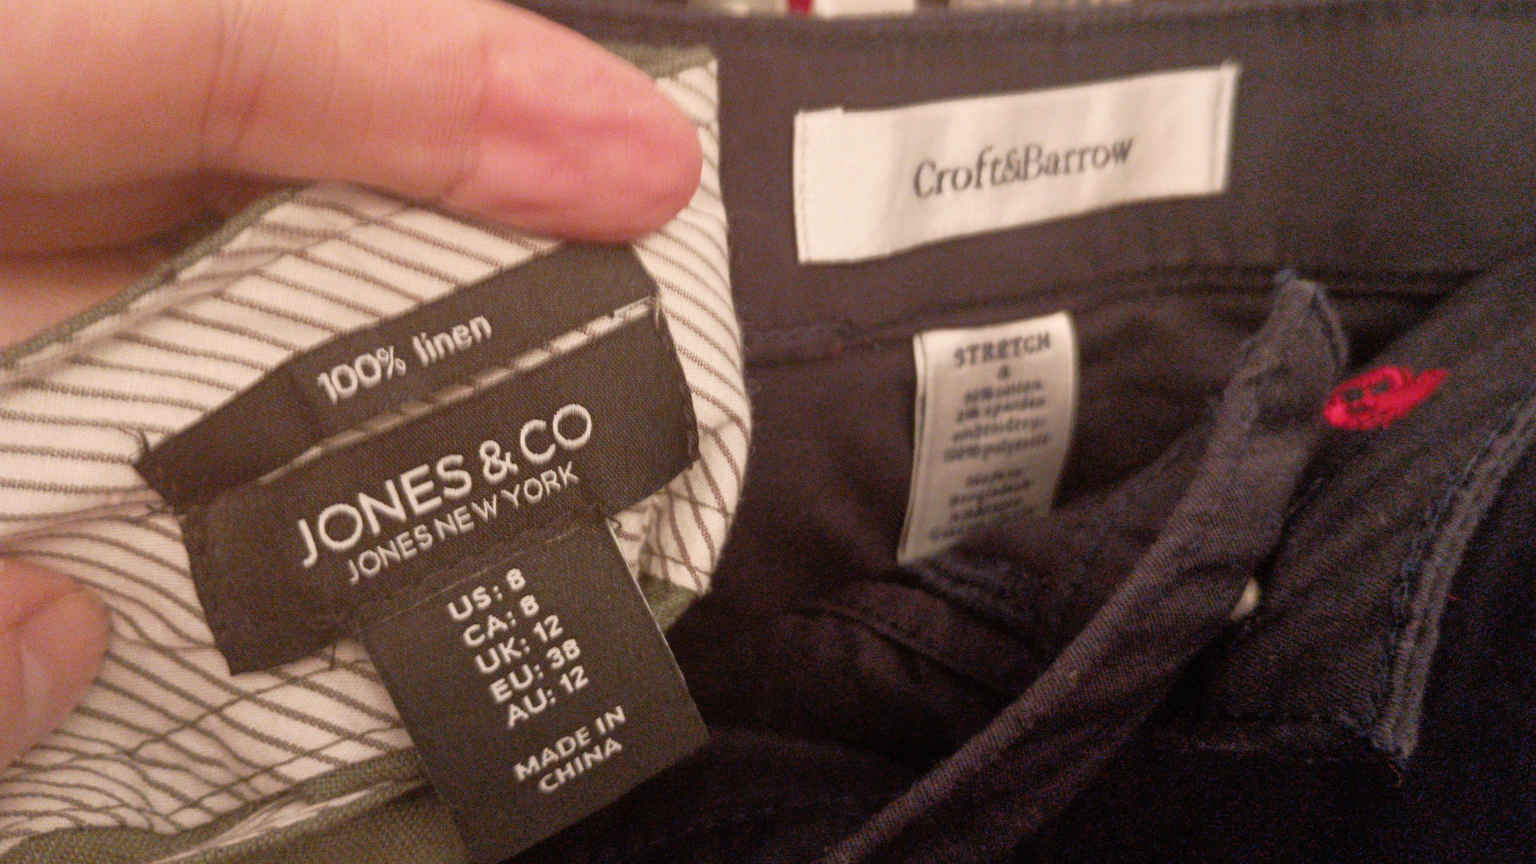 100% linen
JONES & CO
JONES NEW YORK
US: 8
CA: 8
UK: 12
EU: 38
AU: 12
MADE IN
CHINA
Croft&Barrow
STRETCH